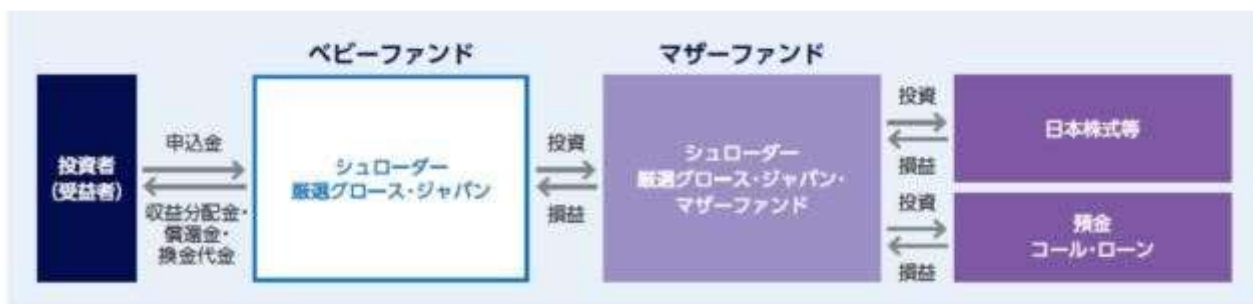 ベビーファンド
マザーファンド
投資者
(受益者)
申込金
収益分配金・
償還金・
換金代金
シュローダー
厳選グロース・ジャパン
投資
損益
シュローダー
厳選グロース・ジャパン・
マザーファンド
投資
損益
投資
損益
日本株式等
預金
コール・ローン